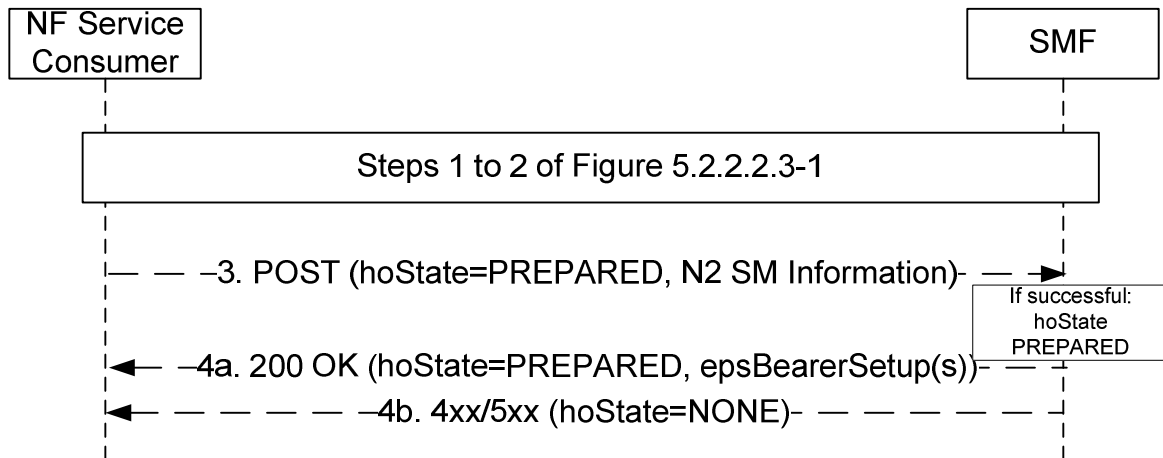 NF Service
Consumer
SMF
Steps 1 to 2 of Figure 5.2.2.2.3-1
3. POST (hoState=PREPARED, N2 SM Information)
If successful:
hoState
PREPARED
4a. 200 OK (hoState=PREPARED, epsBearerSetup(s))
4b. 4xx/5xx (hoState=NONE)